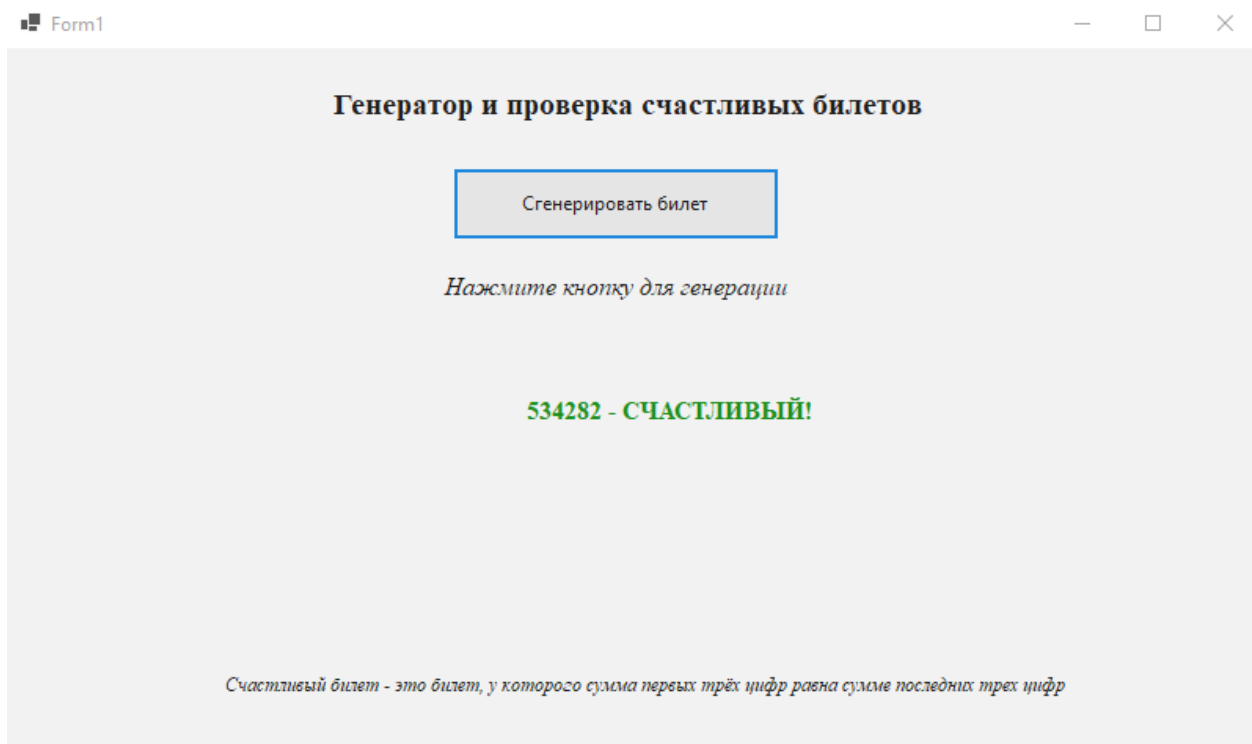 Form1
Генератор и проверка счастливых билетов
Сгенерировать билет
Нажмите кнопку для генерации
534282 - СЧАСТЛИВЫЙ!
Счастливый билет - это билет, у которого сумма первых трёх цифр равна сумме последних трех цифр